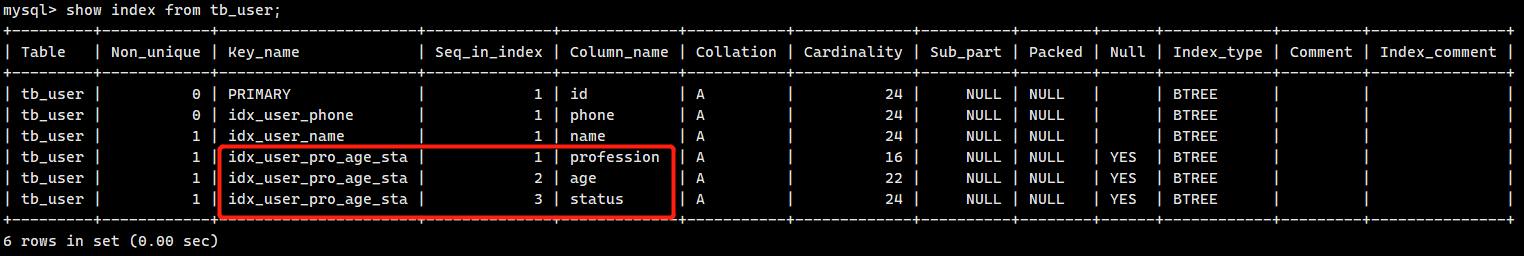 mysql> show index from tb_user;
+---------+------------+----------------------+--------------+-------------+-----------+-------------+----------+--------+------+------------+---------+---------------+
| Table   | Non_unique | Key_name             | Seq_in_index | Column_name | Collation | Cardinality | Sub_part | Packed | Null | Index_type | Comment | Index_comment |
+---------+------------+----------------------+--------------+-------------+-----------+-------------+----------+--------+------+------------+---------+---------------+
| tb_user |          0 | PRIMARY              |            1 | id          | A         |          24 |     NULL | NULL   |      | BTREE      |         |               |
| tb_user |          0 | idx_user_phone       |            1 | phone       | A         |          24 |     NULL | NULL   |      | BTREE      |         |               |
| tb_user |          1 | idx_user_name        |            1 | name        | A         |          24 |     NULL | NULL   |      | BTREE      |         |               |
| tb_user |          1 | idx_user_pro_age_sta |            1 | profession  | A         |          16 |     NULL | NULL   | YES  | BTREE      |         |               |
| tb_user |          1 | idx_user_pro_age_sta |            2 | age         | A         |          22 |     NULL | NULL   | YES  | BTREE      |         |               |
| tb_user |          1 | idx_user_pro_age_sta |            3 | status      | A         |          24 |     NULL | NULL   | YES  | BTREE      |         |               |
+---------+------------+----------------------+--------------+-------------+-----------+-------------+----------+--------+------+------------+---------+---------------+
6 rows in set (0.00 sec)